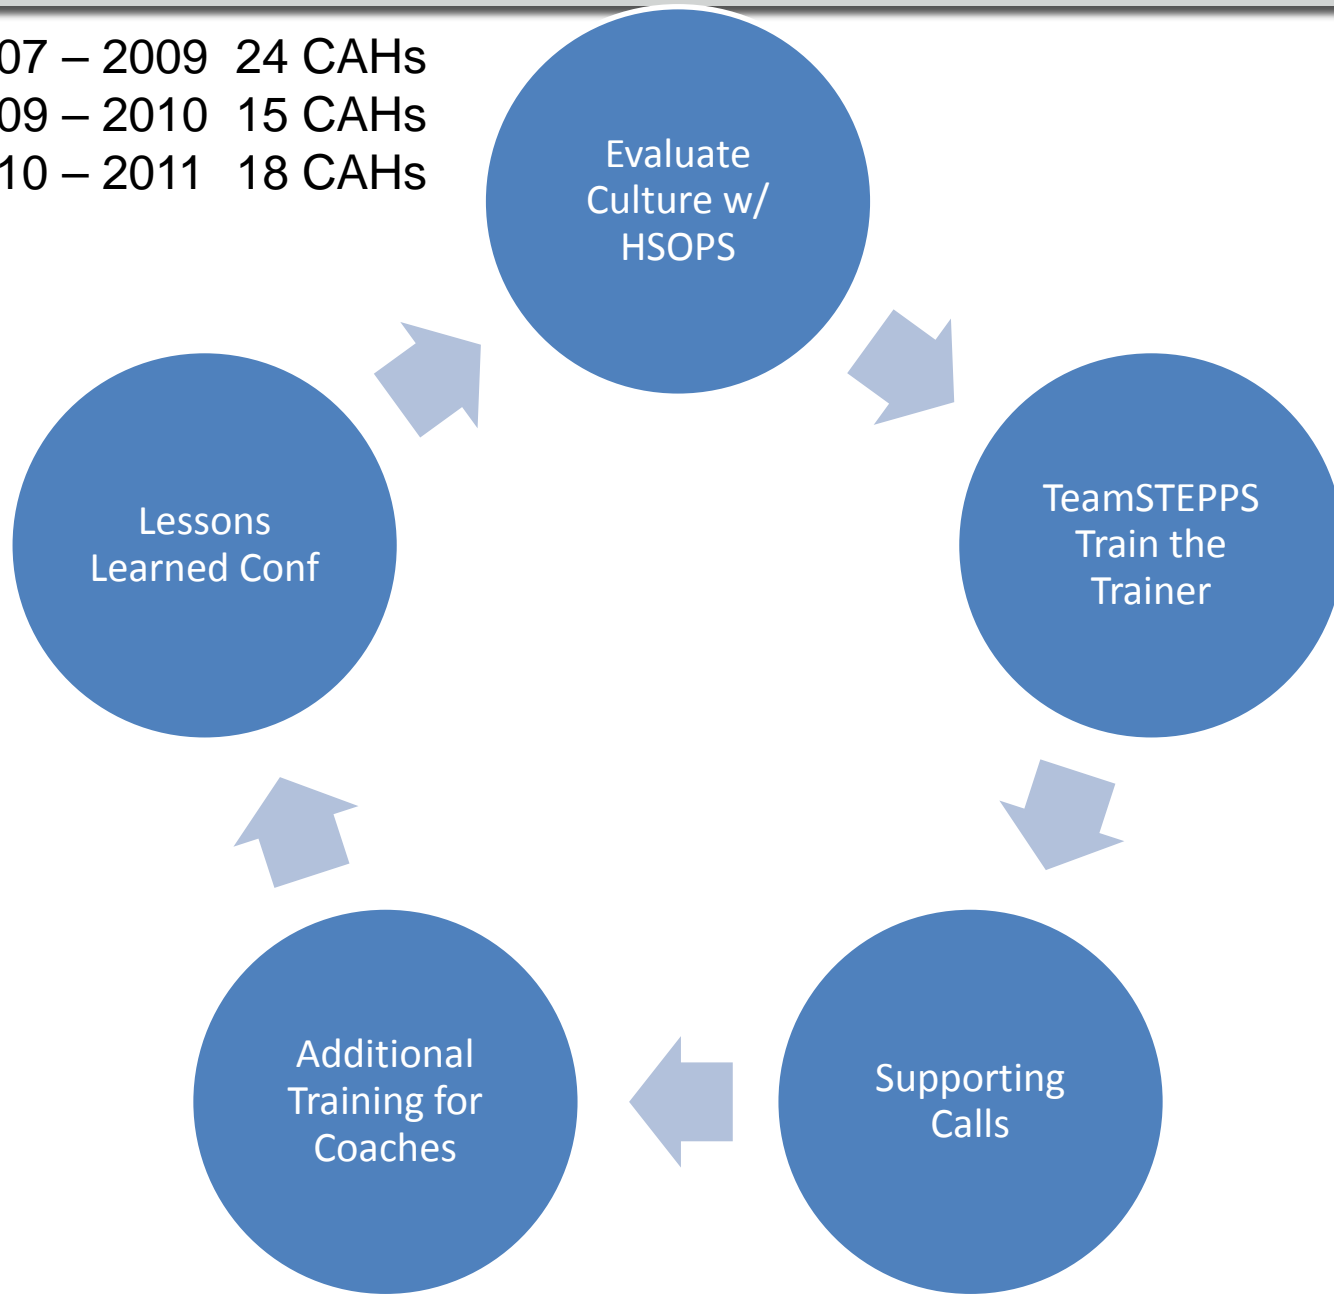 07 – 2009 24 CAHs
09 – 2010 15 CAHs
10 – 2011 18 CAHs
Evaluate
Culture w/
HSOPS
TeamSTEPPS
Train the
Trainer
Supporting
Calls
Additional
Training for
Coaches
Lessons
Learned Conf